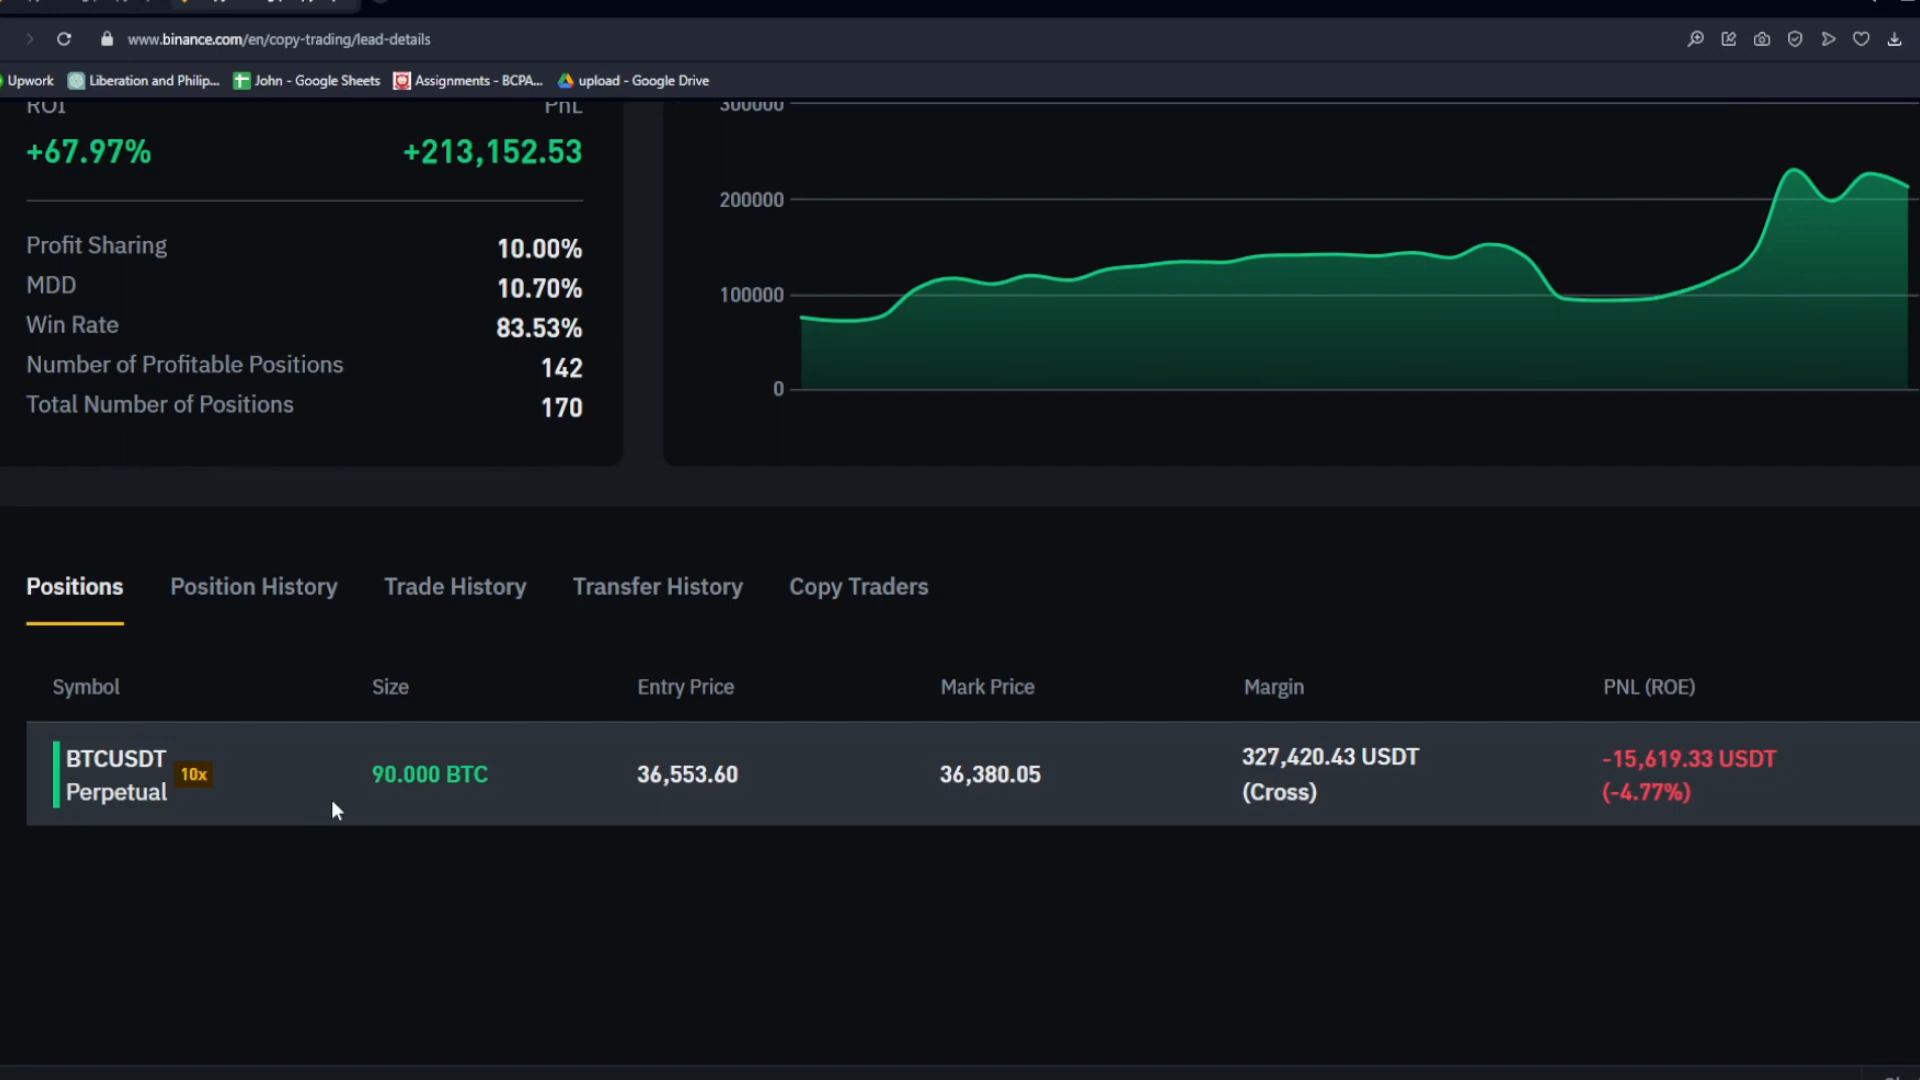 www.binance.com/en/copy-trading/lead-details
Upwork
Liberation and Philip...
John - Google Sheets
Assignments - BCPA...
upload - Google Drive
ROI
PnL
+67.97%
+213,152.53
Profit Sharing
10.00%
MDD
10.70%
Win Rate
83.53%
Number of Profitable Positions
142
Total Number of Positions
170
300000
200000
100000
0
Positions
Position History
Trade History
Transfer History
Copy Traders
Symbol
Size
Entry Price
Mark Price
Margin
PNL (ROE)
BTCUSDT
Perpetual
10x
90.000 BTC
36,553.60
36,380.05
327,420.43 USDT
(Cross)
-15,619.33 USDT
(-4.77%)